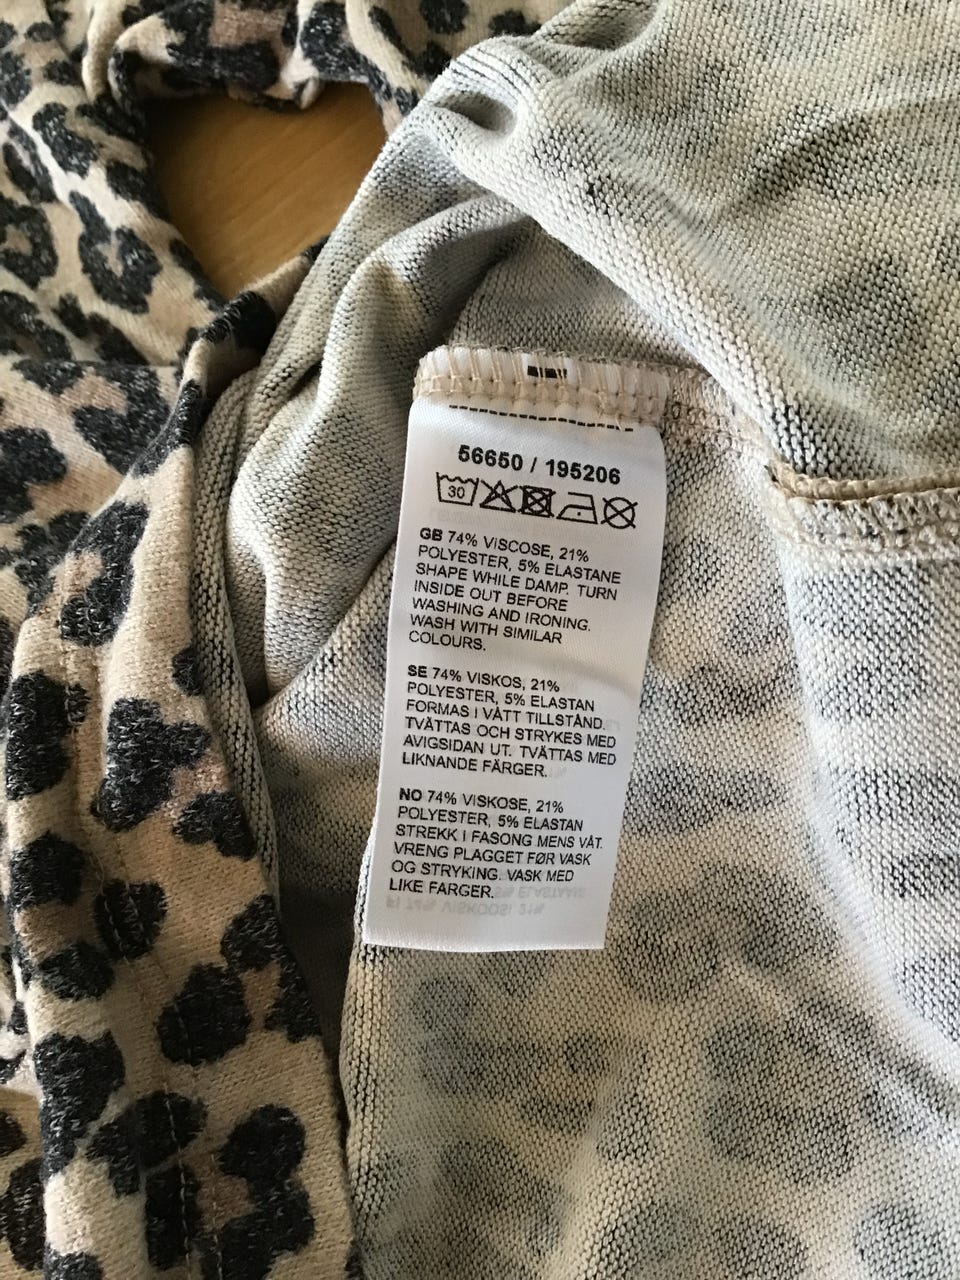 56650 / 195206
30
GB 74% VISCOSE, 21%
POLYESTER, 5% ELASTANE
SHAPE WHILE DAMP. TURN
INSIDE OUT BEFORE
WASHING AND IRONING.
WASH WITH SIMILAR
COLOURS.
SE 74% VISKOS, 21%
POLYESTER, 5% ELASTAN
FORMAS I VÅTT TILLSTÅND.
TVÄTTAS OCH STRYKES MED
AVIGSIDAN UT. TVÄTTAS MED
LIKNANDE FÄRGER.
NO 74% VISKOSE, 21%
POLYESTER, 5% ELASTAN
STREKK I FASONG MENS VÅT.
VRENG PLAGGET FØR VASK
OG STRYKING. VASK MED
LIKE FARGER.